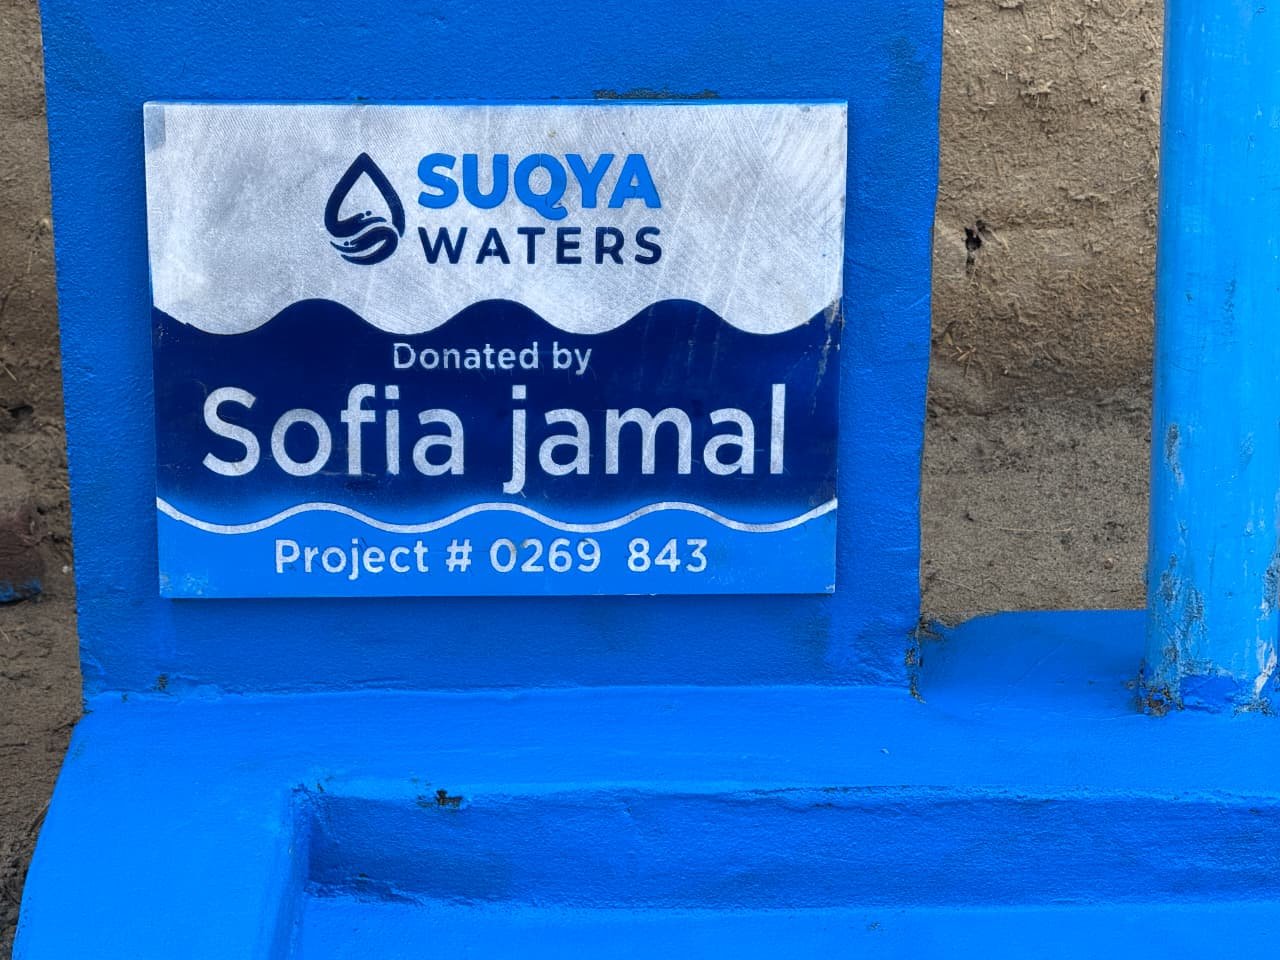 SUQYA
WATERS
Donated by
Sofia jamal
Project # 0269 843